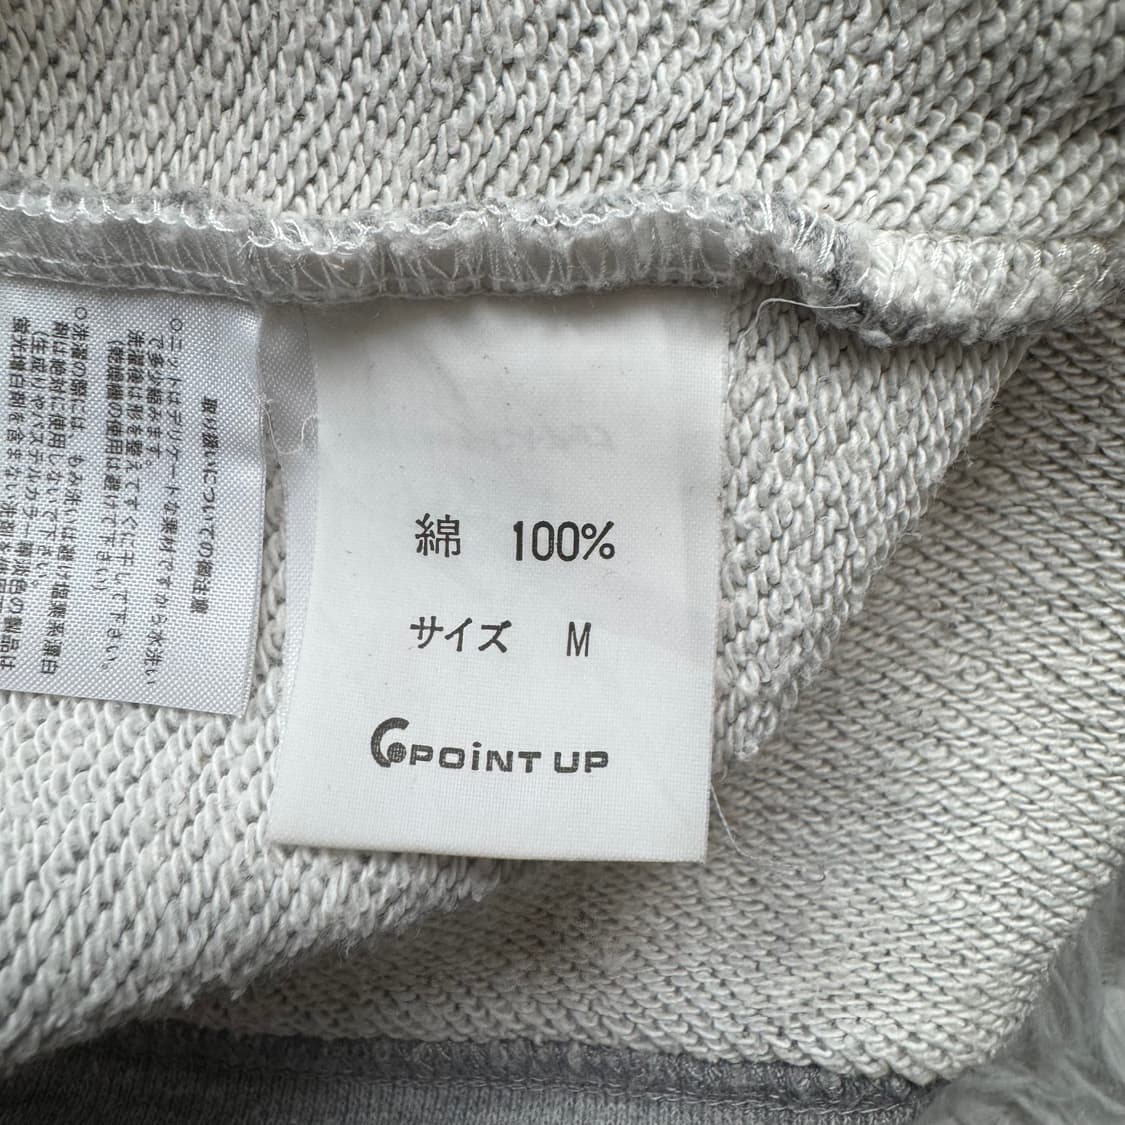 綿 100%
サイズ M
POiNT UP
取り扱いについてのご注意
○ニットはデリケートな素材ですから水洗い
で多少縮みます。
洗濯後は形を整えてすぐに干して下さい。
(乾燥機の使用は避けて下さい)
○洗濯の際には、もみ洗いは避け塩素系漂白
剤は絶対に使用しないで下さい。
(生成りやパステルカラー等淡色の製品は
蛍光増白剤を含まない洗剤を